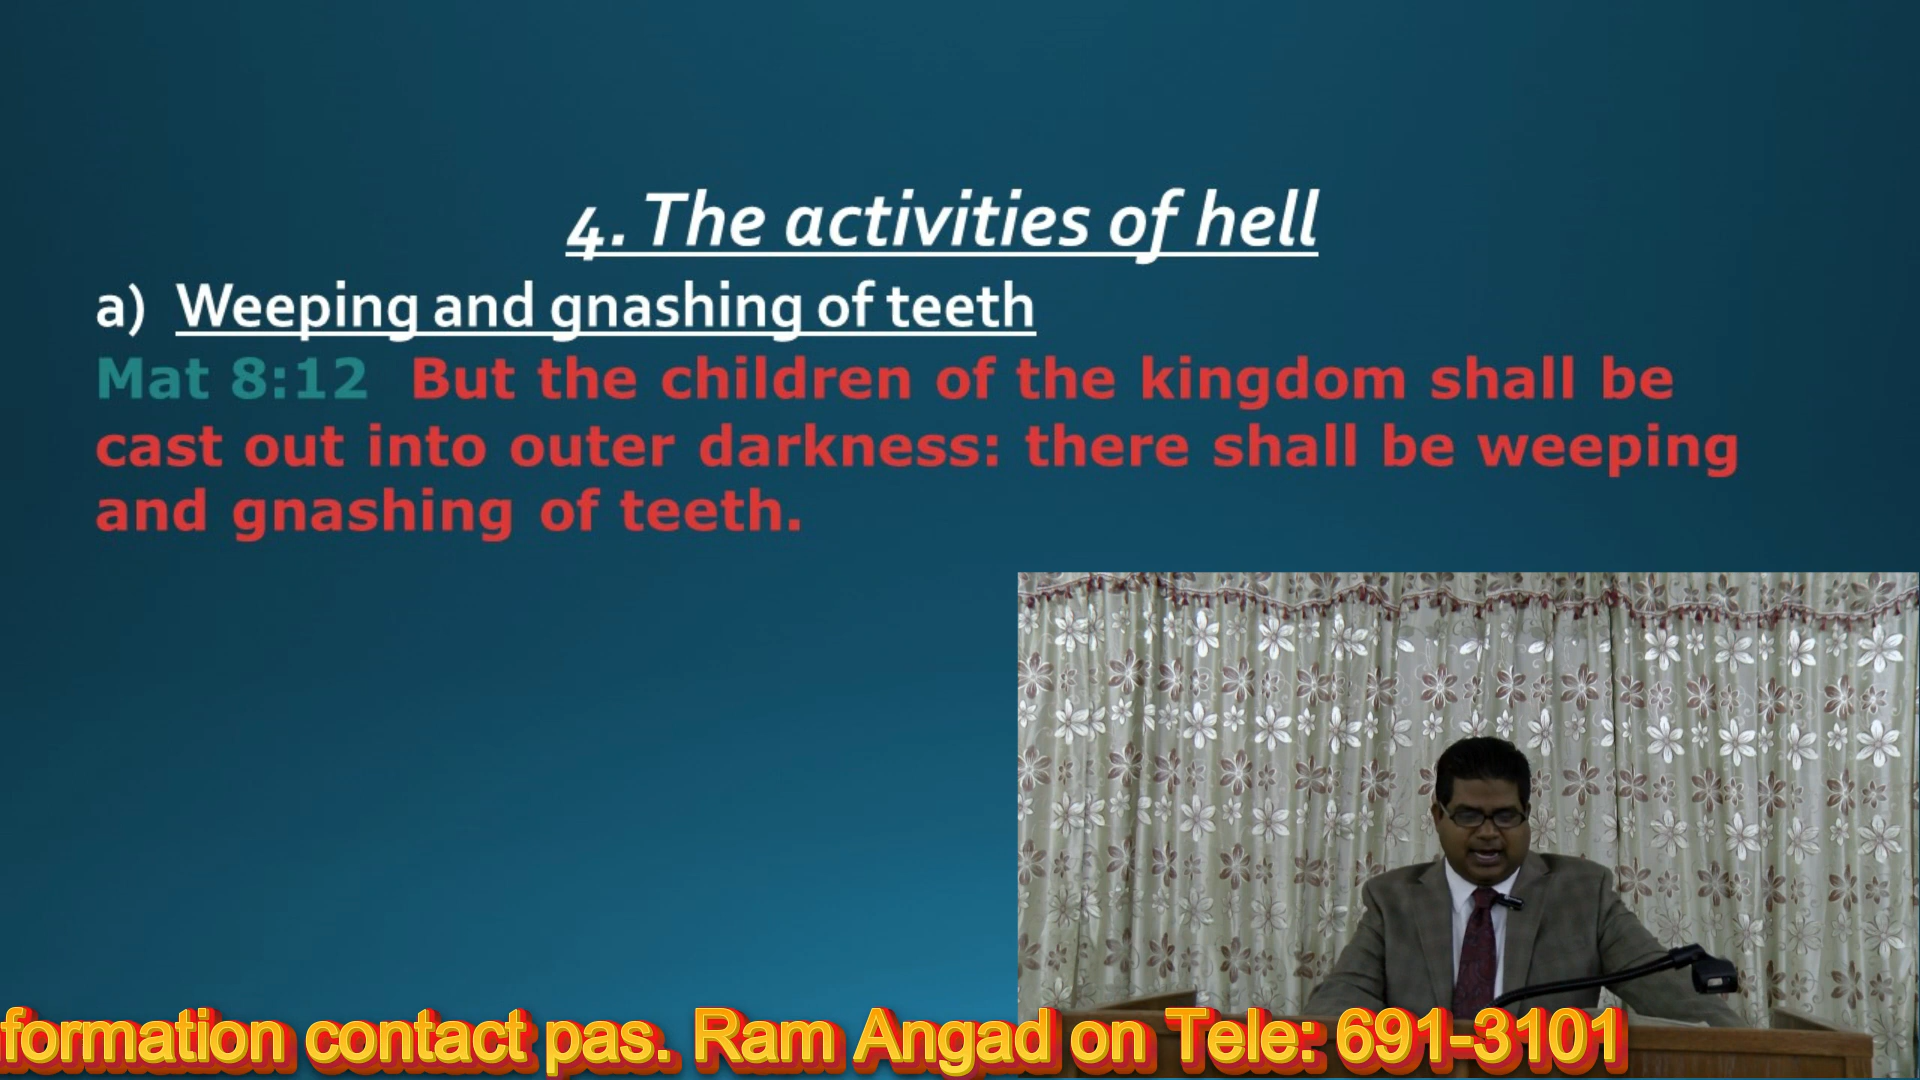 4. The activities of hell
a) Weeping and gnashing of teeth
Mat 8:12 But the children of the kingdom shall be
cast out into outer darkness: there shall be weeping
and gnashing of teeth.
formation contact pas. Ram Angad on Tele: 691-3101